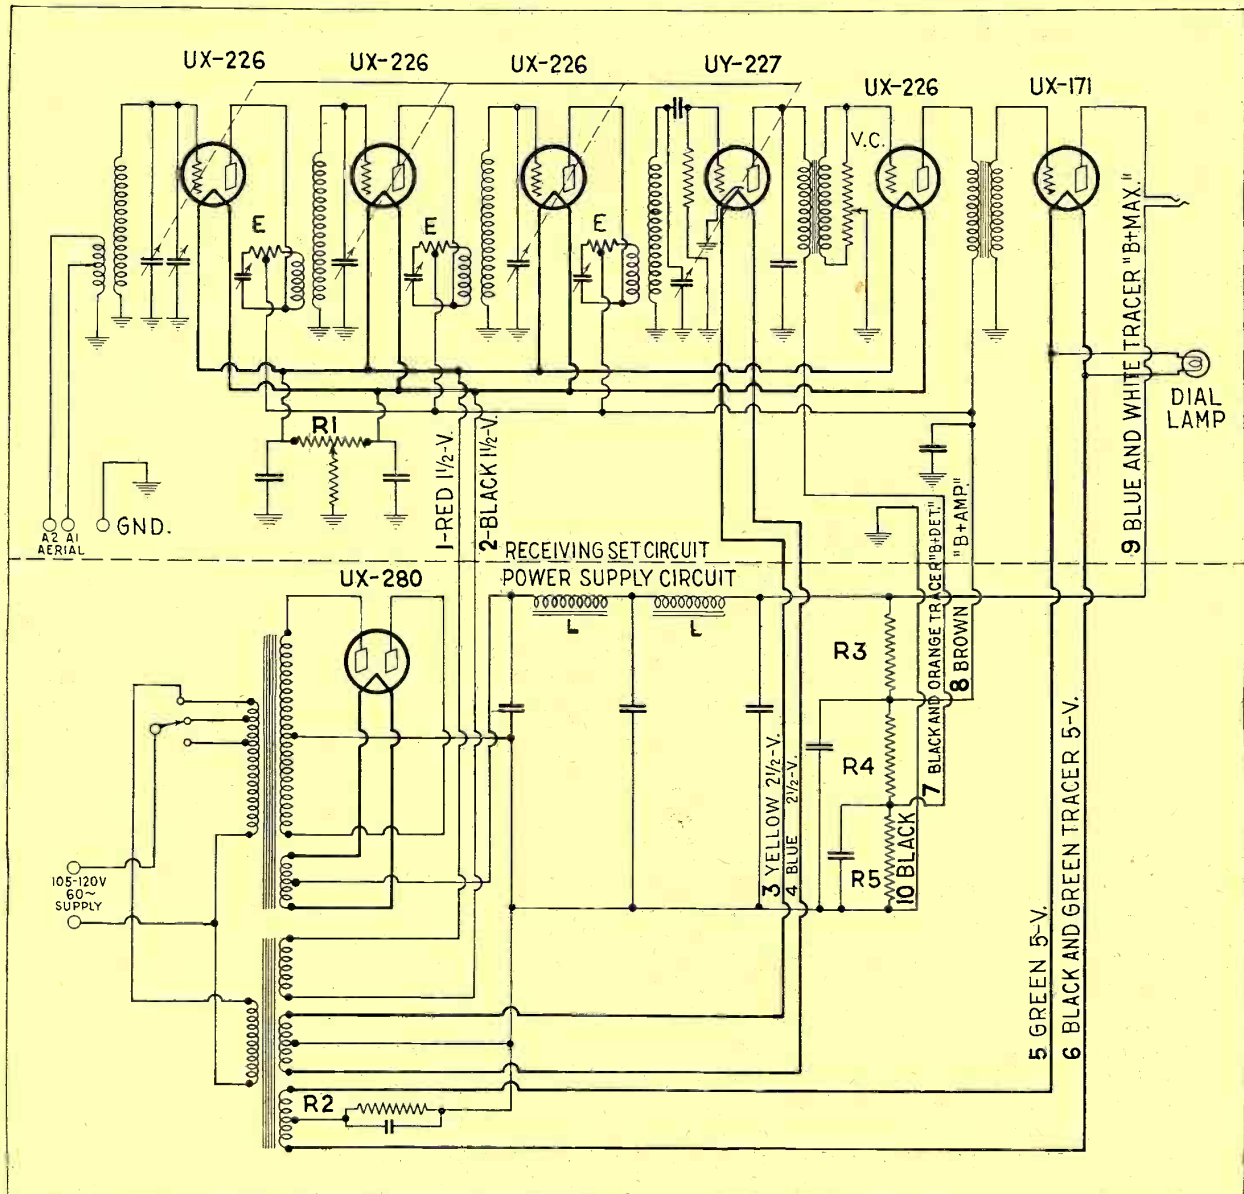 UX-226
UX-226
UX-226
UY-227
UX-226
UX-171
V.C.
E
E
E
R1
A2 A1
AERIAL
GND.
1-RED 1½-V.
2-BLACK 1½-V.
9 BLUE AND WHITE TRACER "B+MAX."
DIAL
LAMP
RECEIVING SET CIRCUIT
POWER SUPPLY CIRCUIT
UX-280
L
L
R3
R4
R5
3 YELLOW 2½-V.
4 BLUE 2½-V.
10 BLACK
7 BLACK AND ORANGE TRACER "B+DET."
8 BROWN "B+AMP."
5 GREEN 5-V.
6 BLACK AND GREEN TRACER 5-V.
105-120V
60~
SUPPLY
R2